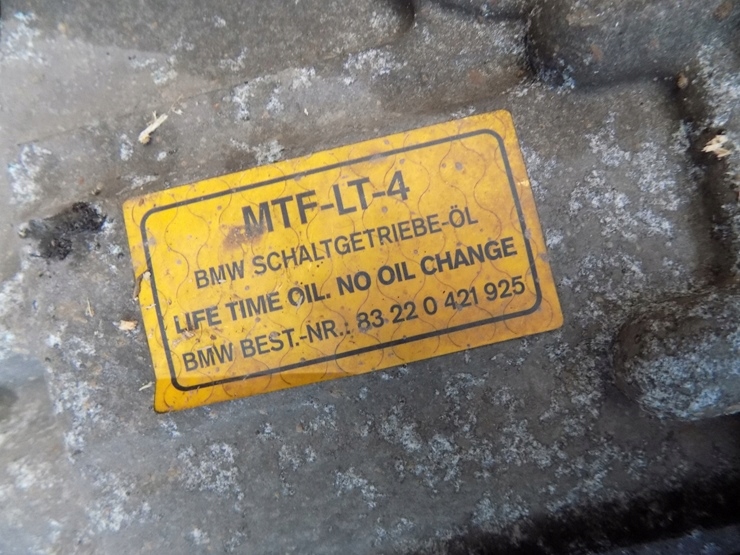 MTF-LT-4
BMW SCHALTGETRIEBE-ÖL
LIFE TIME OIL. NO OIL CHANGE
BMW BEST.-NR.: 83 22 0 421 925